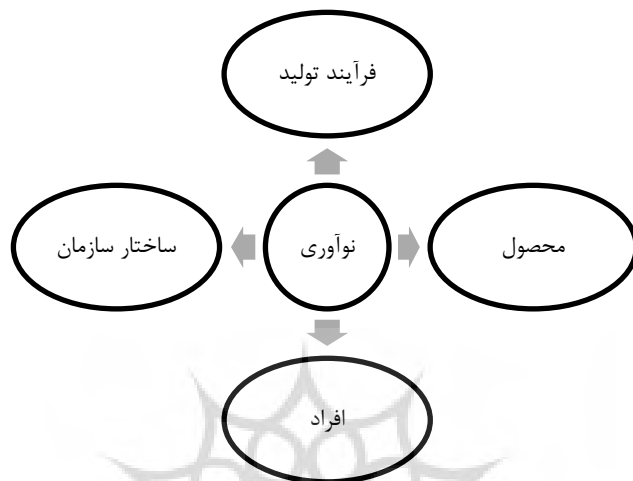 فرآیند تولید
محصول
نوآوری
ساختار سازمان
افراد